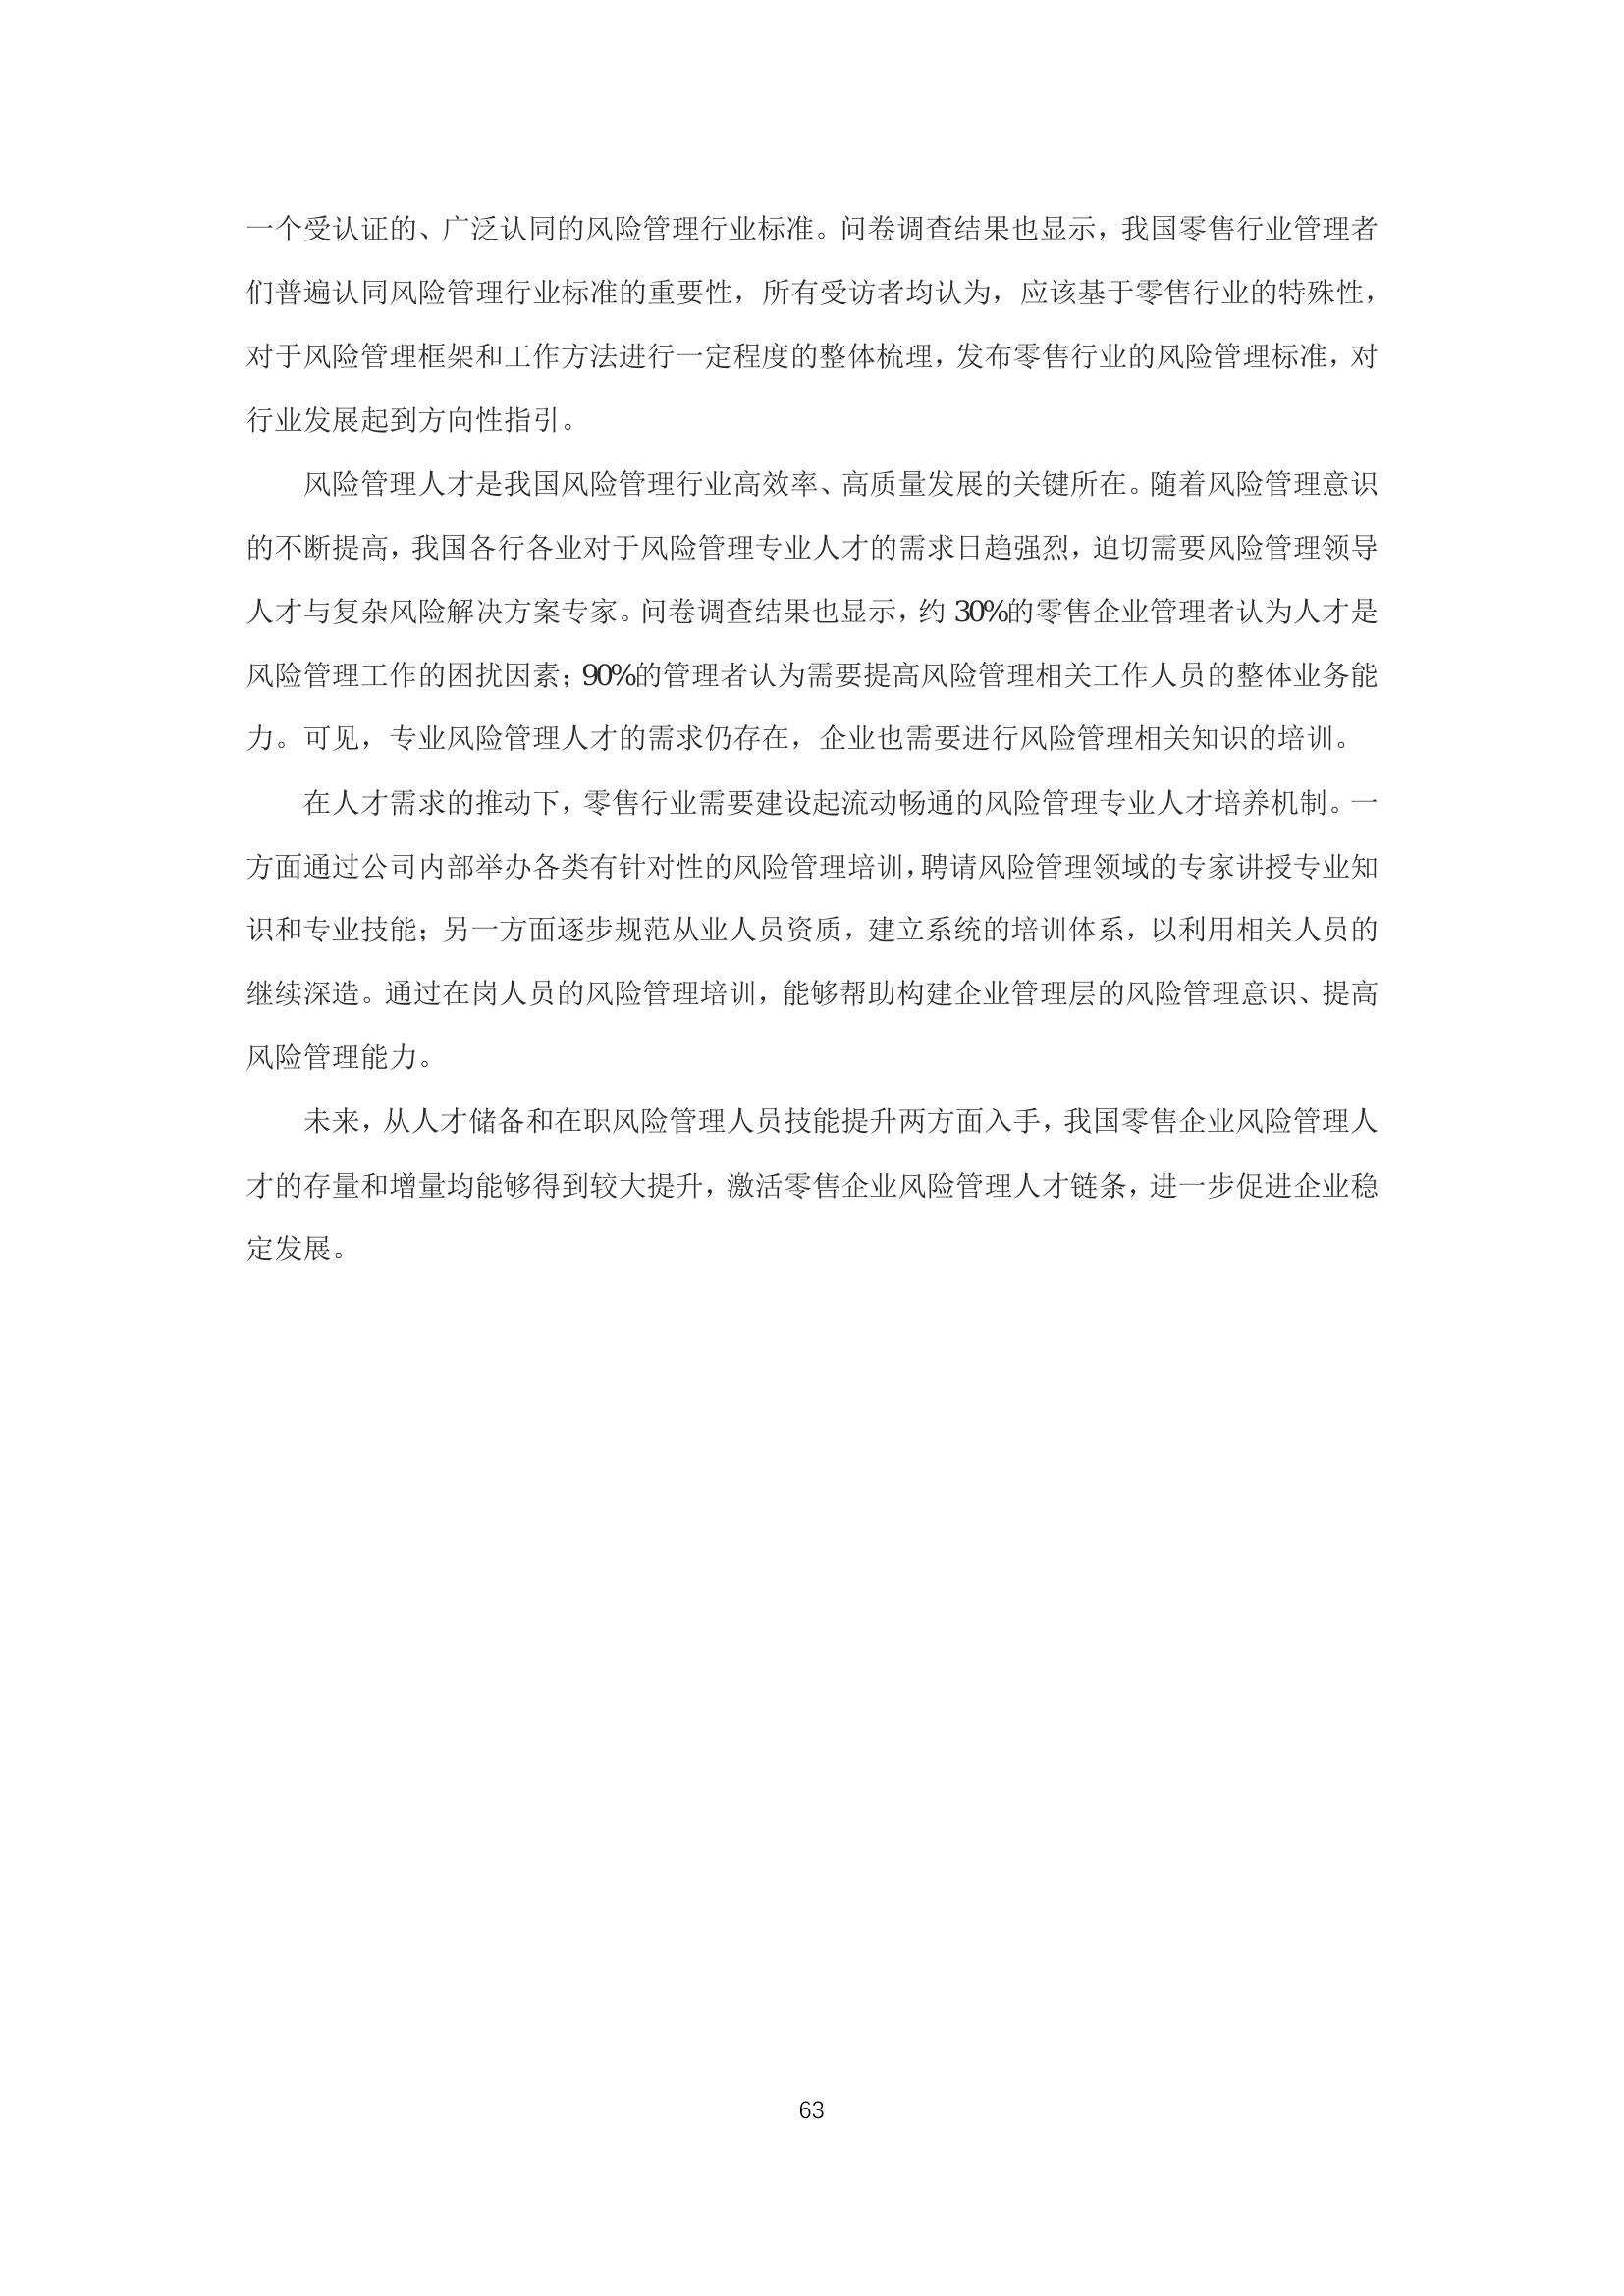 一个受认证的、广泛认同的风险管理行业标准。问卷调查结果也显示，我国零售行业管理者
们普遍认同风险管理行业标准的重要性，所有受访者均认为，应该基于零售行业的特殊性，
对于风险管理框架和工作方法进行一定程度的整体梳理，发布零售行业的风险管理标准，对
行业发展起到方向性指引。
风险管理人才是我国风险管理行业高效率、高质量发展的关键所在。随着风险管理意识
的不断提高，我国各行各业对于风险管理专业人才的需求日趋强烈，迫切需要风险管理领导
人才与复杂风险解决方案专家。问卷调查结果也显示，约 30%的零售企业管理者认为人才是
风险管理工作的困扰因素；90%的管理者认为需要提高风险管理相关工作人员的整体业务能
力。可见，专业风险管理人才的需求仍存在，企业也需要进行风险管理相关知识的培训。
在人才需求的推动下，零售行业需要建设起流动畅通的风险管理专业人才培养机制。一
方面通过公司内部举办各类有针对性的风险管理培训，聘请风险管理领域的专家讲授专业知
识和专业技能；另一方面逐步规范从业人员资质，建立系统的培训体系，以利用相关人员的
继续深造。通过在岗人员的风险管理培训，能够帮助构建企业管理层的风险管理意识、提高
风险管理能力。
未来，从人才储备和在职风险管理人员技能提升两方面入手，我国零售企业风险管理人
才的存量和增量均能够得到较大提升，激活零售企业风险管理人才链条，进一步促进企业稳
定发展。
63